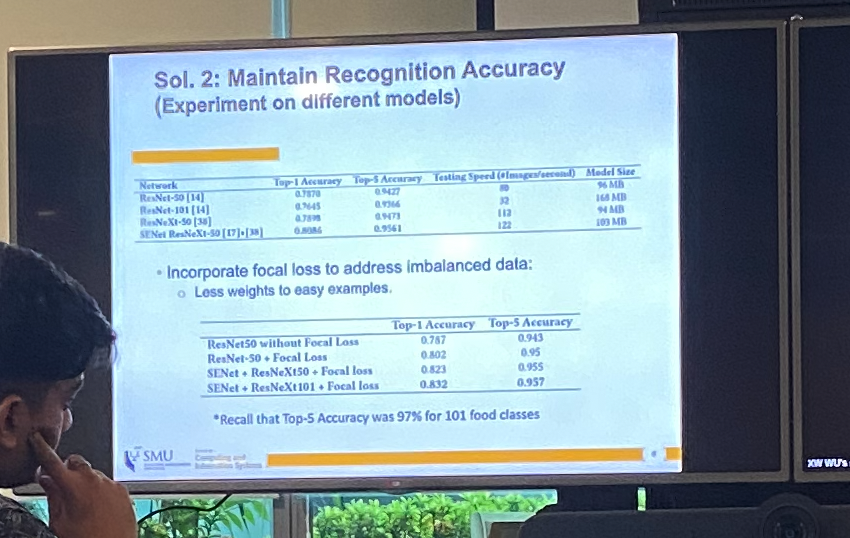 Sol. 2: Maintain Recognition Accuracy
(Experiment on different models)
Network Top-1 Accuracy Top-5 Accuracy Testing Speed (#Images/second) Model Size
ResNet-50 [14] 0.7870 0.9427 80 96 MB
ResNet-101 [14] 0.7645 0.9366 32 168 MB
ResNeXt-50 [38] 0.7898 0.9473 113 94 MB
SENet ResNeXt-50 [17]+[38] 0.8086 0.9561 122 103 MB
• Incorporate focal loss to address imbalanced data:
o Less weights to easy examples.
Top-1 Accuracy Top-5 Accuracy
ResNet50 without Focal Loss 0.787 0.943
ResNet-50 + Focal Loss 0.802 0.95
SENet + ResNeXt50 + Focal loss 0.823 0.955
SENet + ResNeXt101 + Focal loss 0.832 0.957
*Recall that Top-5 Accuracy was 97% for 101 food classes
SMU
Computing and
Information Systems
XW WU's